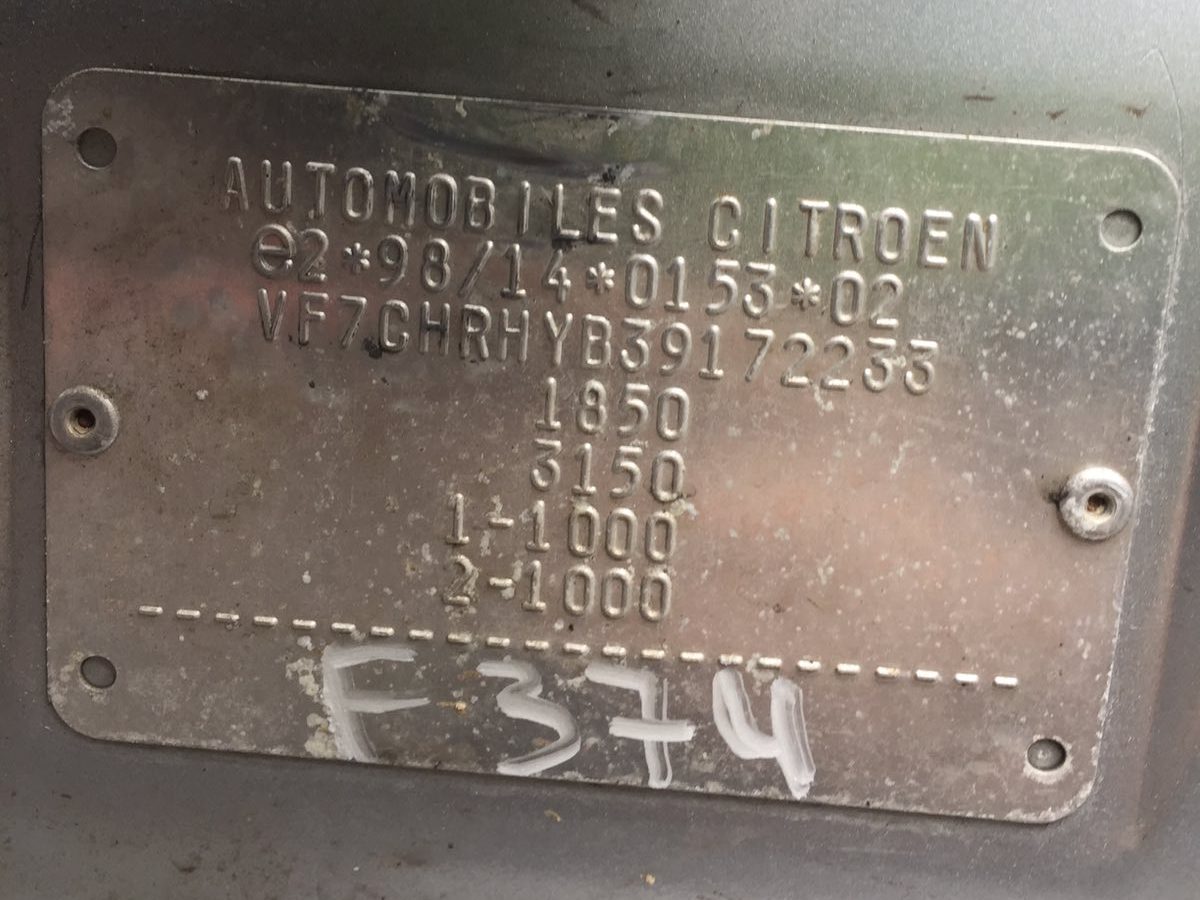 AUTOMOBILES CITROEN
e2*98/14*0153*02
VF7CHRHYB39172233
1850
3150
1-1000
2-1000
F374